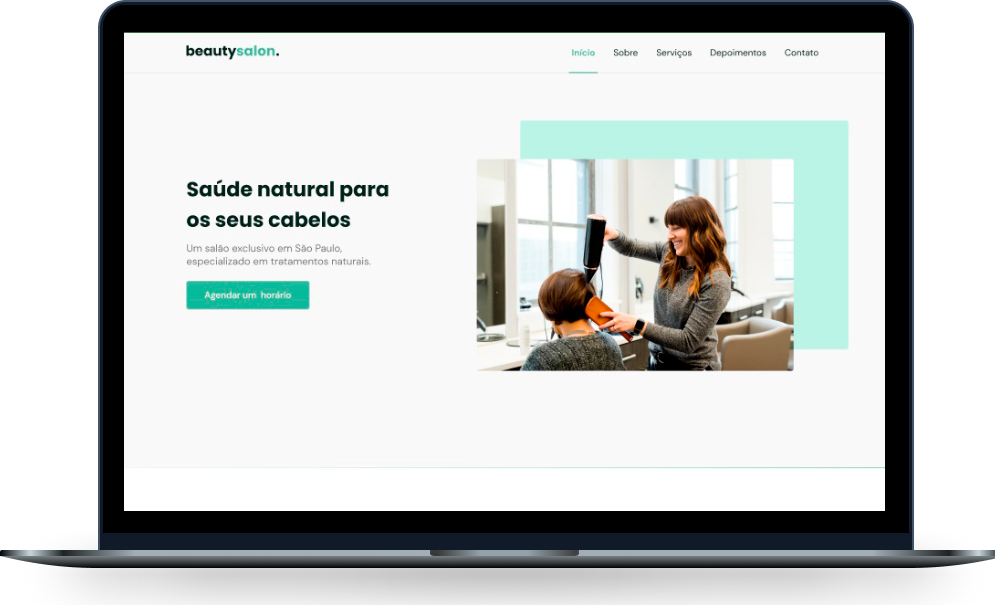 beautysalon.
Início Sobre Serviços Depoimentos Contato
Saúde natural para
os seus cabelos
Um salão exclusivo em São Paulo,
especializado em tratamentos naturais.
Agendar um horário